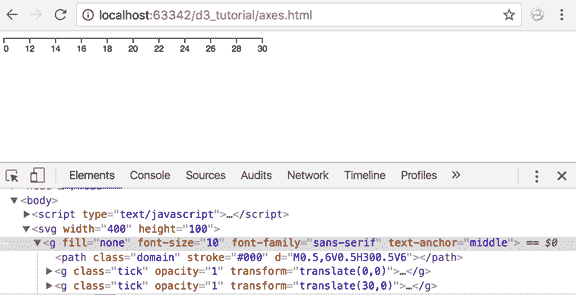 localhost:63342/d3_tutorial/axes.html
0 12 14 16 18 20 22 24 26 28 30
Elements Console Sources Audits Network Timeline Profiles »
▼<body>
▶<script type="text/javascript">…</script>
▼<svg width="400" height="100">
▼<g fill="none" font-size="10" font-family="sans-serif" text-anchor="middle"> == $0
<path class="domain" stroke="#000" d="M0.5,6V0.5H300.5V6"></path>
▶<g class="tick" opacity="1" transform="translate(0,0)">…</g>
▶<g class="tick" opacity="1" transform="translate(30,0)">…</g>